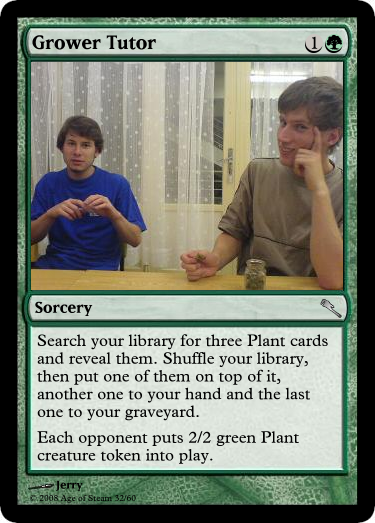 Grower Tutor 1
Sorcery
Search your library for three Plant cards
and reveal them. Shuffle your library,
then put one of them on top of it,
another one to your hand and the last
one to your graveyard.
Each opponent puts 2/2 green Plant
creature token into play.
Jerry
© 2008 Age of Steam 32/60